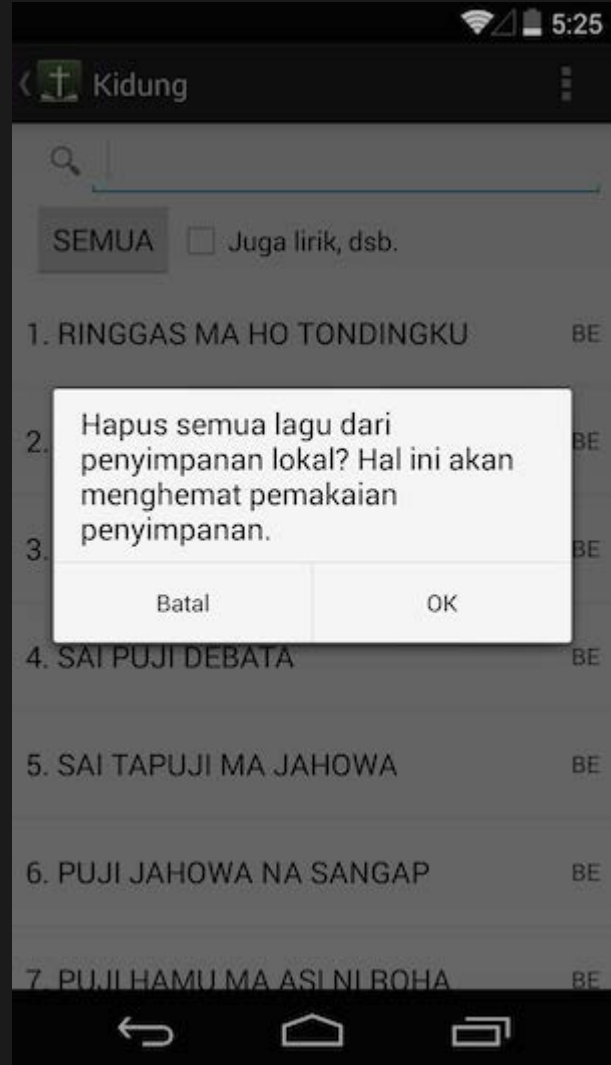 5:25
Kidung
SEMUA Juga lirik, dsb.
1. RINGGAS MA HO TONDINGKU BE
2. BE
3. BE
Hapus semua lagu dari
penyimpanan lokal? Hal ini akan
menghemat pemakaian
penyimpanan.
Batal OK
4. SAI PUJI DEBATA BE
5. SAI TAPUJI MA JAHOWA BE
6. PUJI JAHOWA NA SANGAP BE
7. PUJI HAMU MA ASI NI ROHA BE